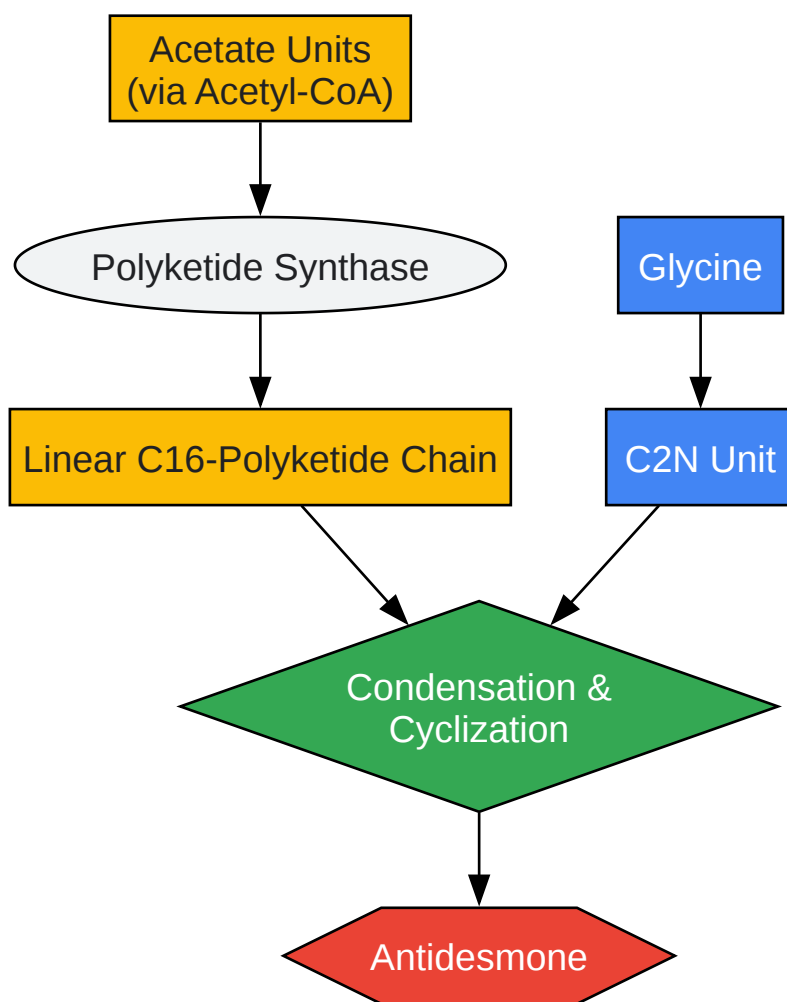 Acetate Units
(via Acetyl-CoA)
Polyketide Synthase
Glycine
Linear C16-Polyketide Chain
C2N Unit
Condensation &
Cyclization
Antidesmone